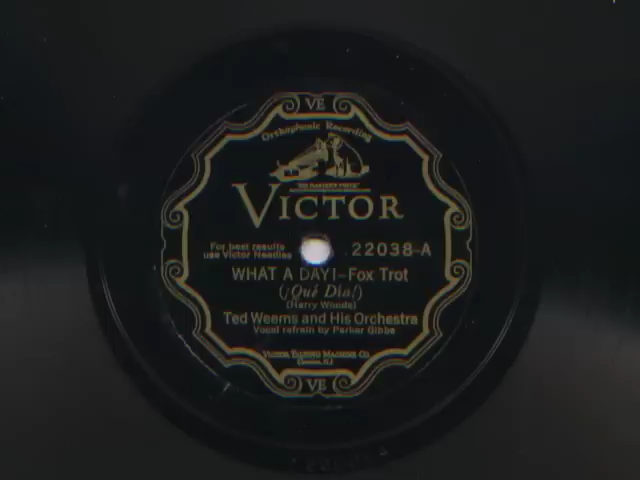 VE
Orthophonic Recording
"HIS MASTER'S VOICE"
VICTOR
For best results
use Victor Needles
22038-A
WHAT A DAY!-Fox Trot
(¡Qué Día!)
(Harry Woods)
Ted Weems and His Orchestra
Vocal refrain by Parker Gibbs
VICTOR TALKING MACHINE CO.
Camden, N.J.
VE